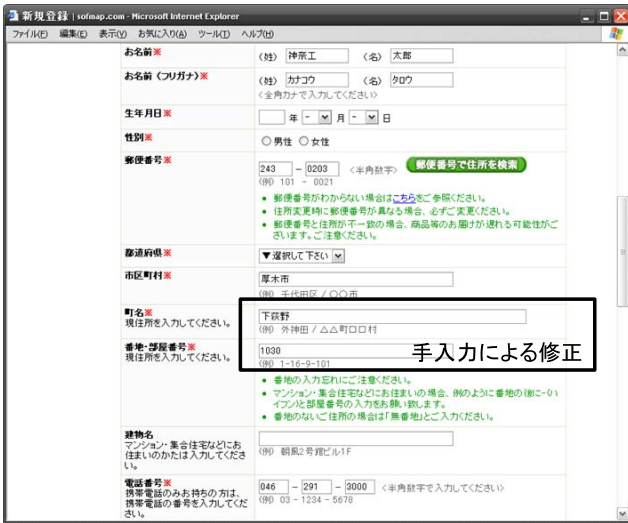 新規登録 | sofmap.com - Microsoft Internet Explorer
ファイル(F) 編集(E) 表示(V) お気に入り(A) ツール(T) ヘルプ(H)
お名前※ (姓) 神奈工 (名) 太郎
お名前 (フリガナ)※ (姓) カナコウ (名) タロウ
<全角カナで入力してください>
生年月日※ 年 - 月 - 日
性別※ 男性 女性
郵便番号※ 243 - 0203 <半角数字> 郵便番号で住所を検索
(例) 101 - 0021
• 郵便番号がわからない場合はこちらをご参照ください。
• 住所変更時に郵便番号が異なる場合、必ずご変更ください。
• 郵便番号と住所が不一致の場合、商品等のお届けが遅れる可能性がご
ざいます。ご注意ください。
都道府県※ ▼選択して下さい
市区町村※ 厚木市
(例) 千代田区 / 〇〇市
町名※ 下荻野
現住所を入力してください。 (例) 外神田 / △△町口口村
番地・部屋番号※ 1030
現住所を入力してください。 (例) 1-16-9-101
手入力による修正
• 番地の入力忘れにご注意ください。
• マンション・集合住宅などにお住まいの場合、例のように番地の後に-(ハ
イフン)と部屋番号の入力をお願い致します。
• 番地のないご住所の場合は「無番地」とご入力ください。
建物名
マンション・集合住宅などにお
住まいのかたは入力してくださ
い。
(例) 朝風2号館ビル1F
電話番号※ 046 - 291 - 3000 <半角数字で入力してください>
携帯電話のみお持ちの方は、 (例) 03 - 1234 - 5678
携帯電話の番号を入力してくだ
さい。